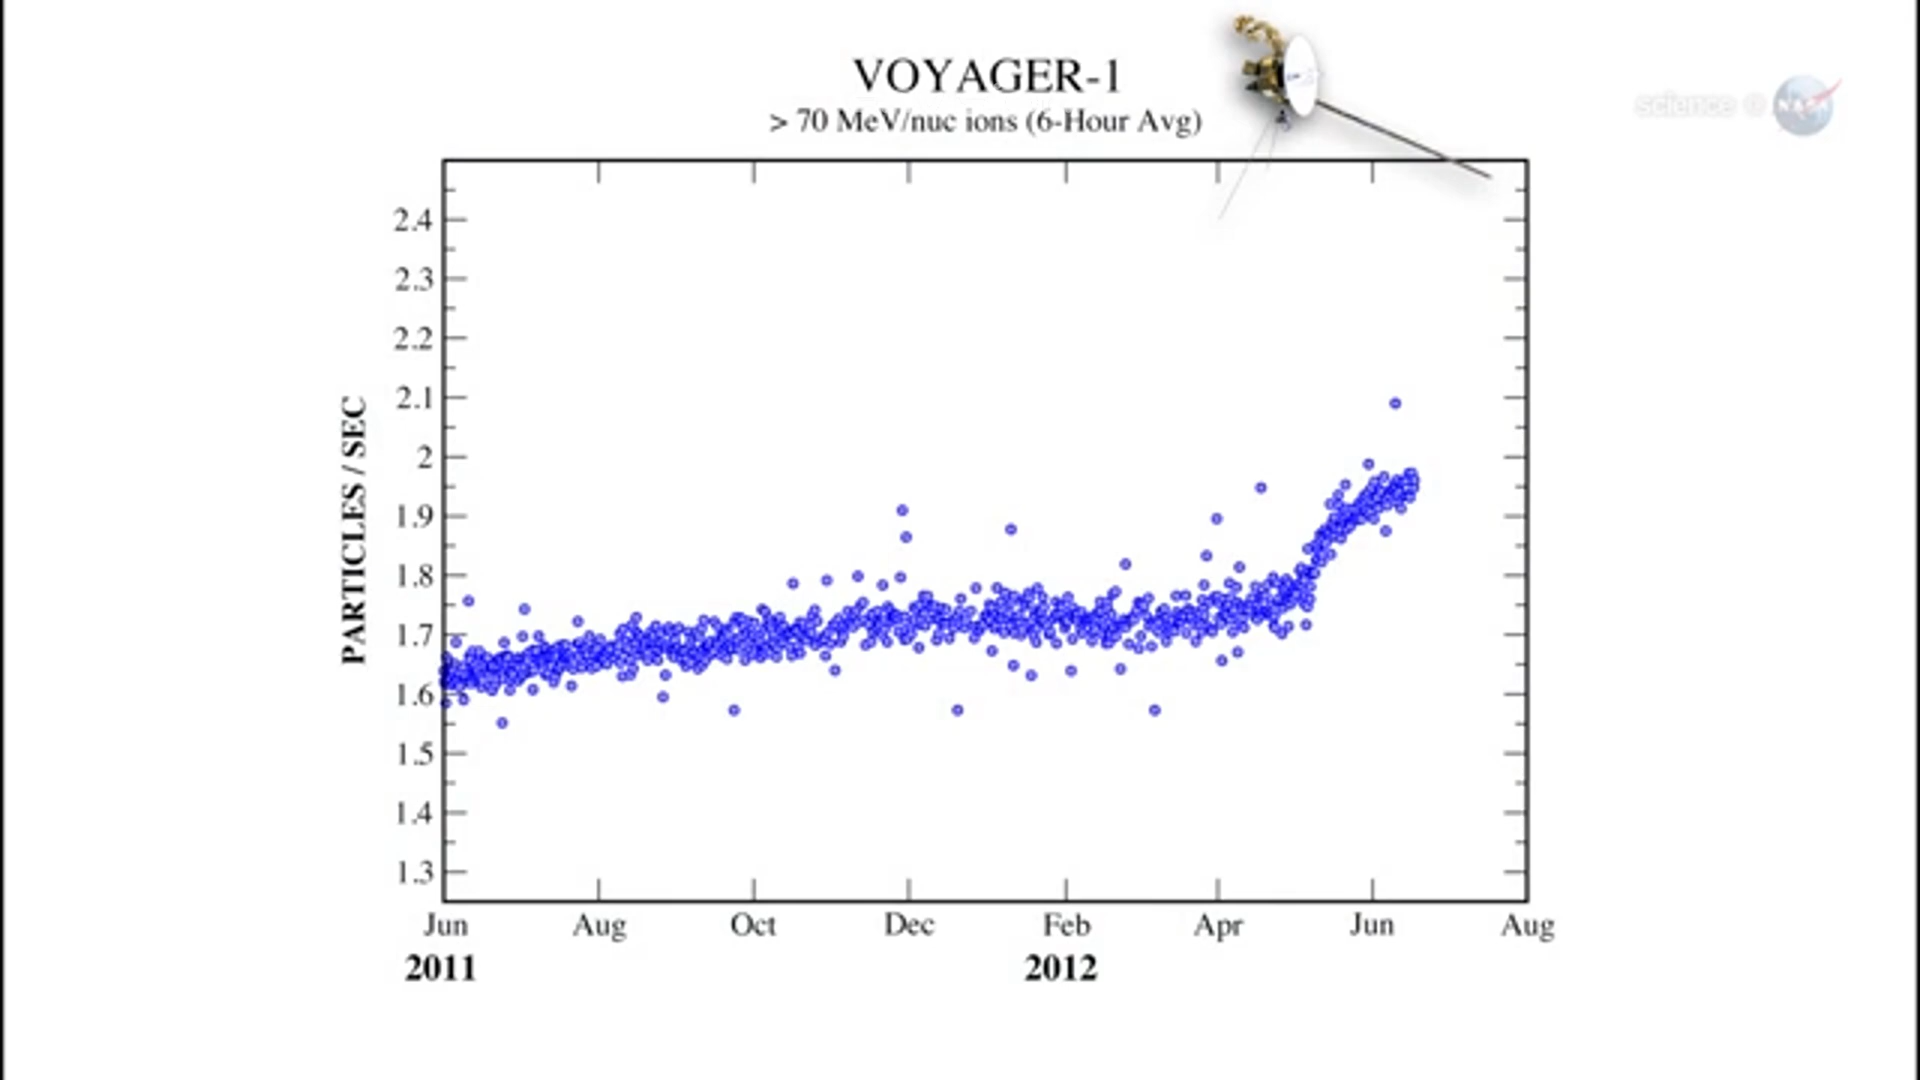 VOYAGER-1
> 70 MeV/nuc ions (6-Hour Avg)
science @ NASA
PARTICLES / SEC
2.4
2.3
2.2
2.1
2
1.9
1.8
1.7
1.6
1.5
1.4
1.3
Jun Aug Oct Dec Feb Apr Jun Aug
2011 2012